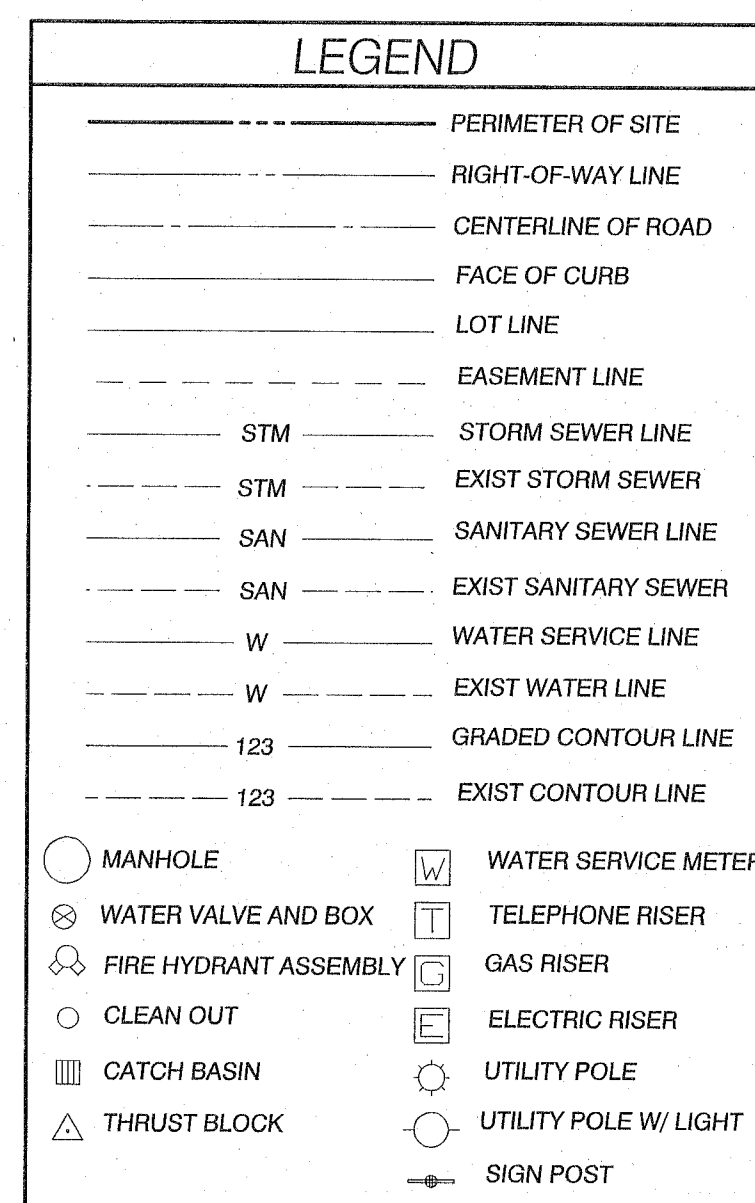 LEGEND
PERIMETER OF SITE
RIGHT-OF-WAY LINE
CENTERLINE OF ROAD
FACE OF CURB
LOT LINE
EASEMENT LINE
STM STORM SEWER LINE
STM EXIST STORM SEWER
SAN SANITARY SEWER LINE
SAN EXIST SANITARY SEWER
W WATER SERVICE LINE
W EXIST WATER LINE
123 GRADED CONTOUR LINE
123 EXIST CONTOUR LINE
MANHOLE W WATER SERVICE METER
WATER VALVE AND BOX T TELEPHONE RISER
FIRE HYDRANT ASSEMBLY G GAS RISER
CLEAN OUT E ELECTRIC RISER
CATCH BASIN UTILITY POLE
THRUST BLOCK UTILITY POLE W/ LIGHT
SIGN POST